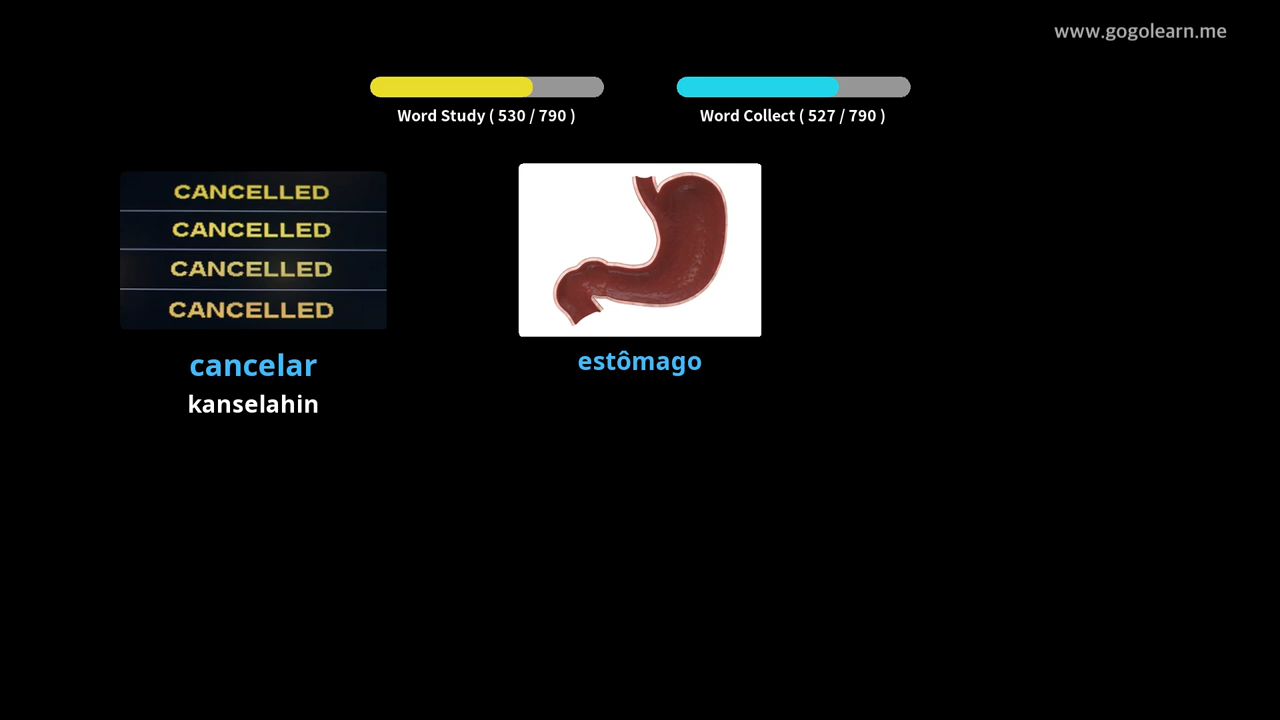 www.gogolearn.me
Word Study ( 530 / 790 )
Word Collect ( 527 / 790 )
CANCELLED
CANCELLED
CANCELLED
CANCELLED
cancelar
kanselahin
estômago